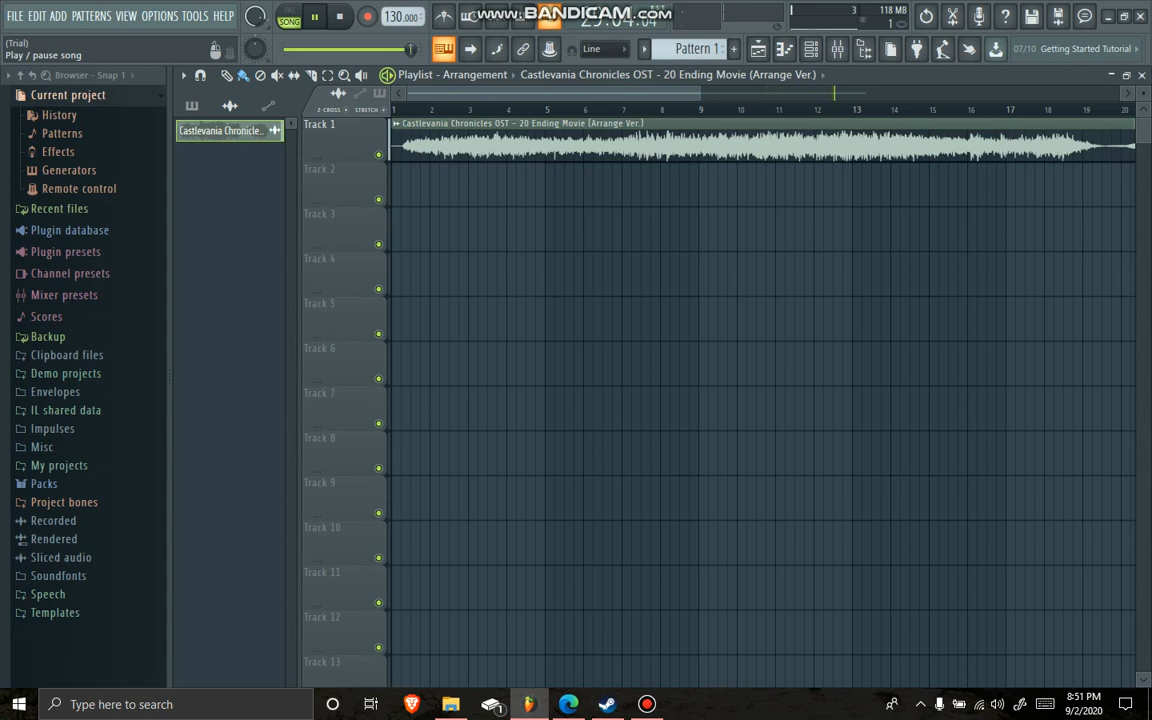 FILE EDIT ADD PATTERNS VIEW OPTIONS TOOLS HELP
PAT
SONG
130.000
www.BANDICAM.com
3
118 MB
1
(Trial)
Play / pause song
Line
Pattern 1
07/10 Getting Started Tutorial
Browser - Snap 1
Playlist - Arrangement
Castlevania Chronicles OST - 20 Ending Movie (Arrange Ver.)
Current project
History
Patterns
Effects
Generators
Remote control
Recent files
Plugin database
Plugin presets
Channel presets
Mixer presets
Scores
Backup
Clipboard files
Demo projects
Envelopes
IL shared data
Impulses
Misc
My projects
Packs
Project bones
Recorded
Rendered
Sliced audio
Soundfonts
Speech
Templates
Castlevania Chronicle..
Z-CROSS
STRETCH
1 2 3 4 5 6 7 8 9 10 11 12 13 14 15 16 17 18 19 20
Castlevania Chronicles OST - 20 Ending Movie (Arrange Ver.)
Track 1
Track 2
Track 3
Track 4
Track 5
Track 6
Track 7
Track 8
Track 9
Track 10
Track 11
Track 12
Track 13
Type here to search
1
8:51 PM
9/2/2020